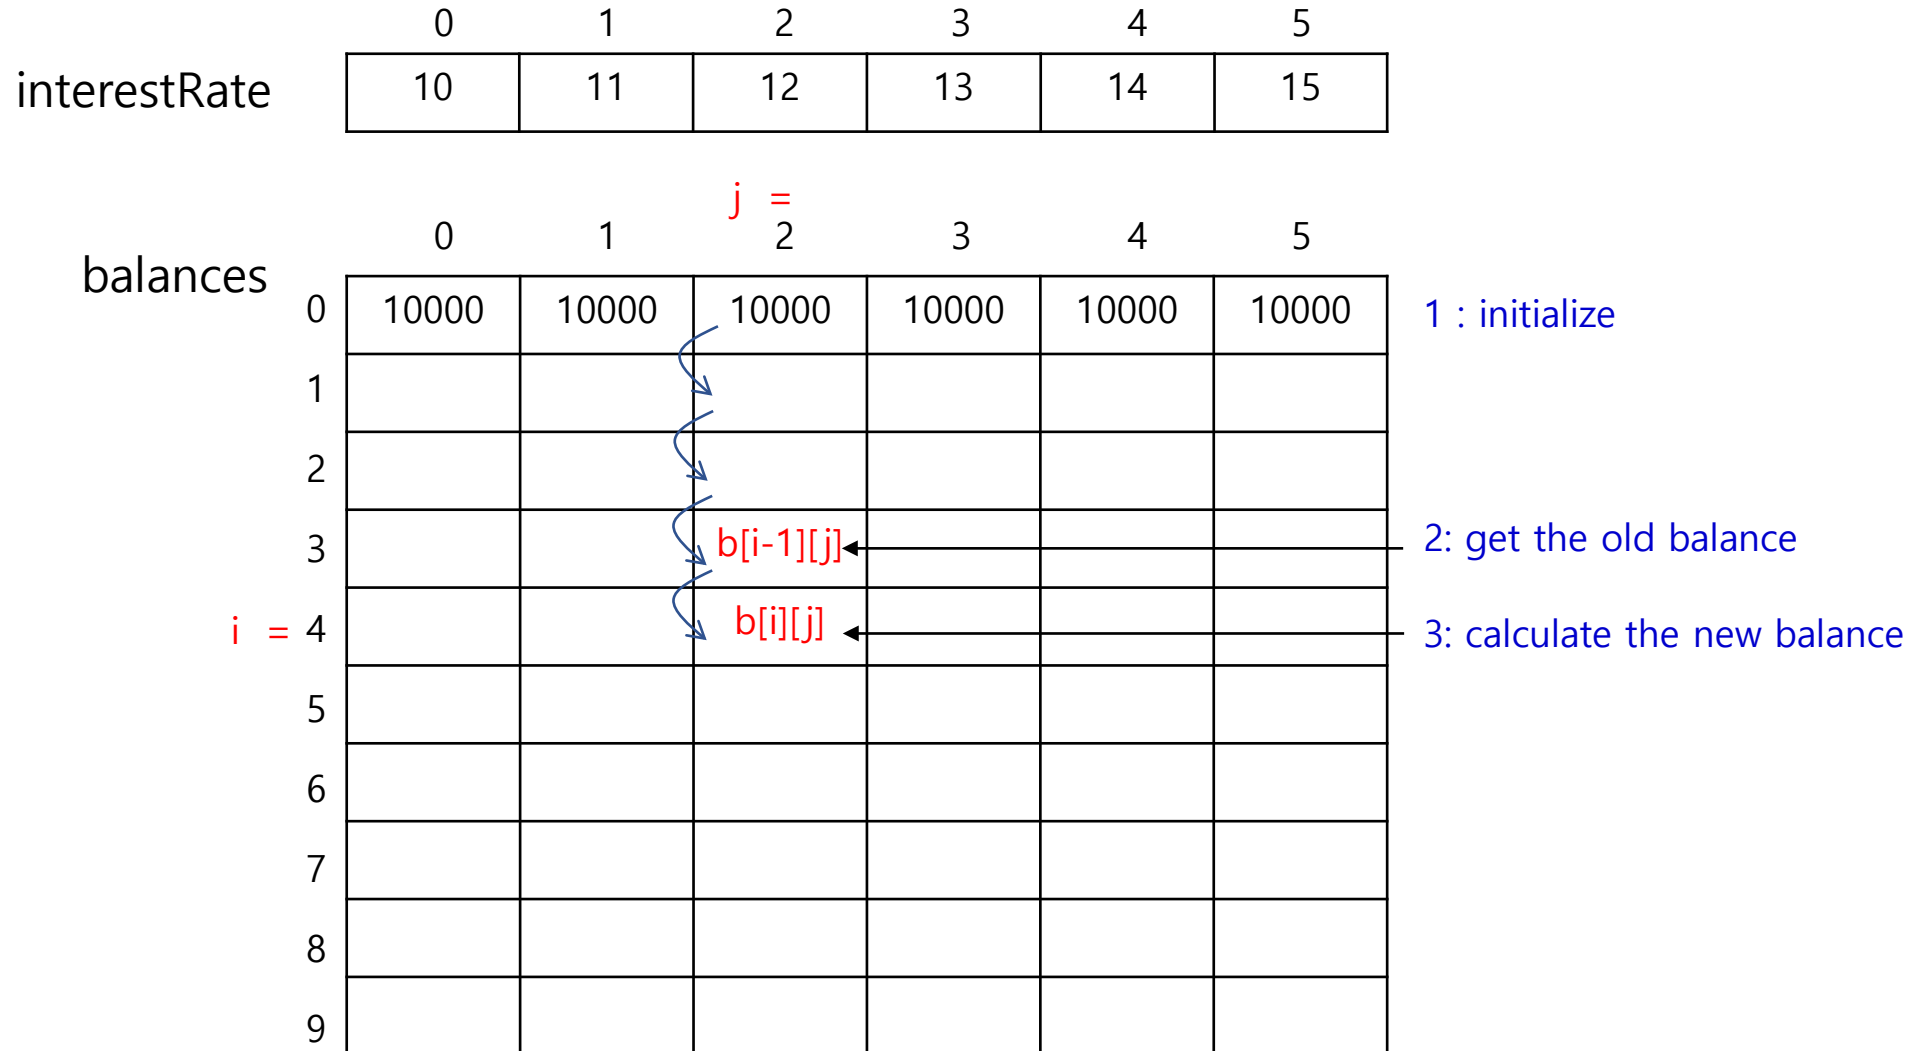 0 1 2 3 4 5
interestRate 10 11 12 13 14 15
j =
0 1 2 3 4 5
balances
0 10000 10000 10000 10000 10000 10000 1 : initialize
1
2
3 b[i-1][j] 2: get the old balance
i = 4 b[i][j] 3: calculate the new balance
5
6
7
8
9